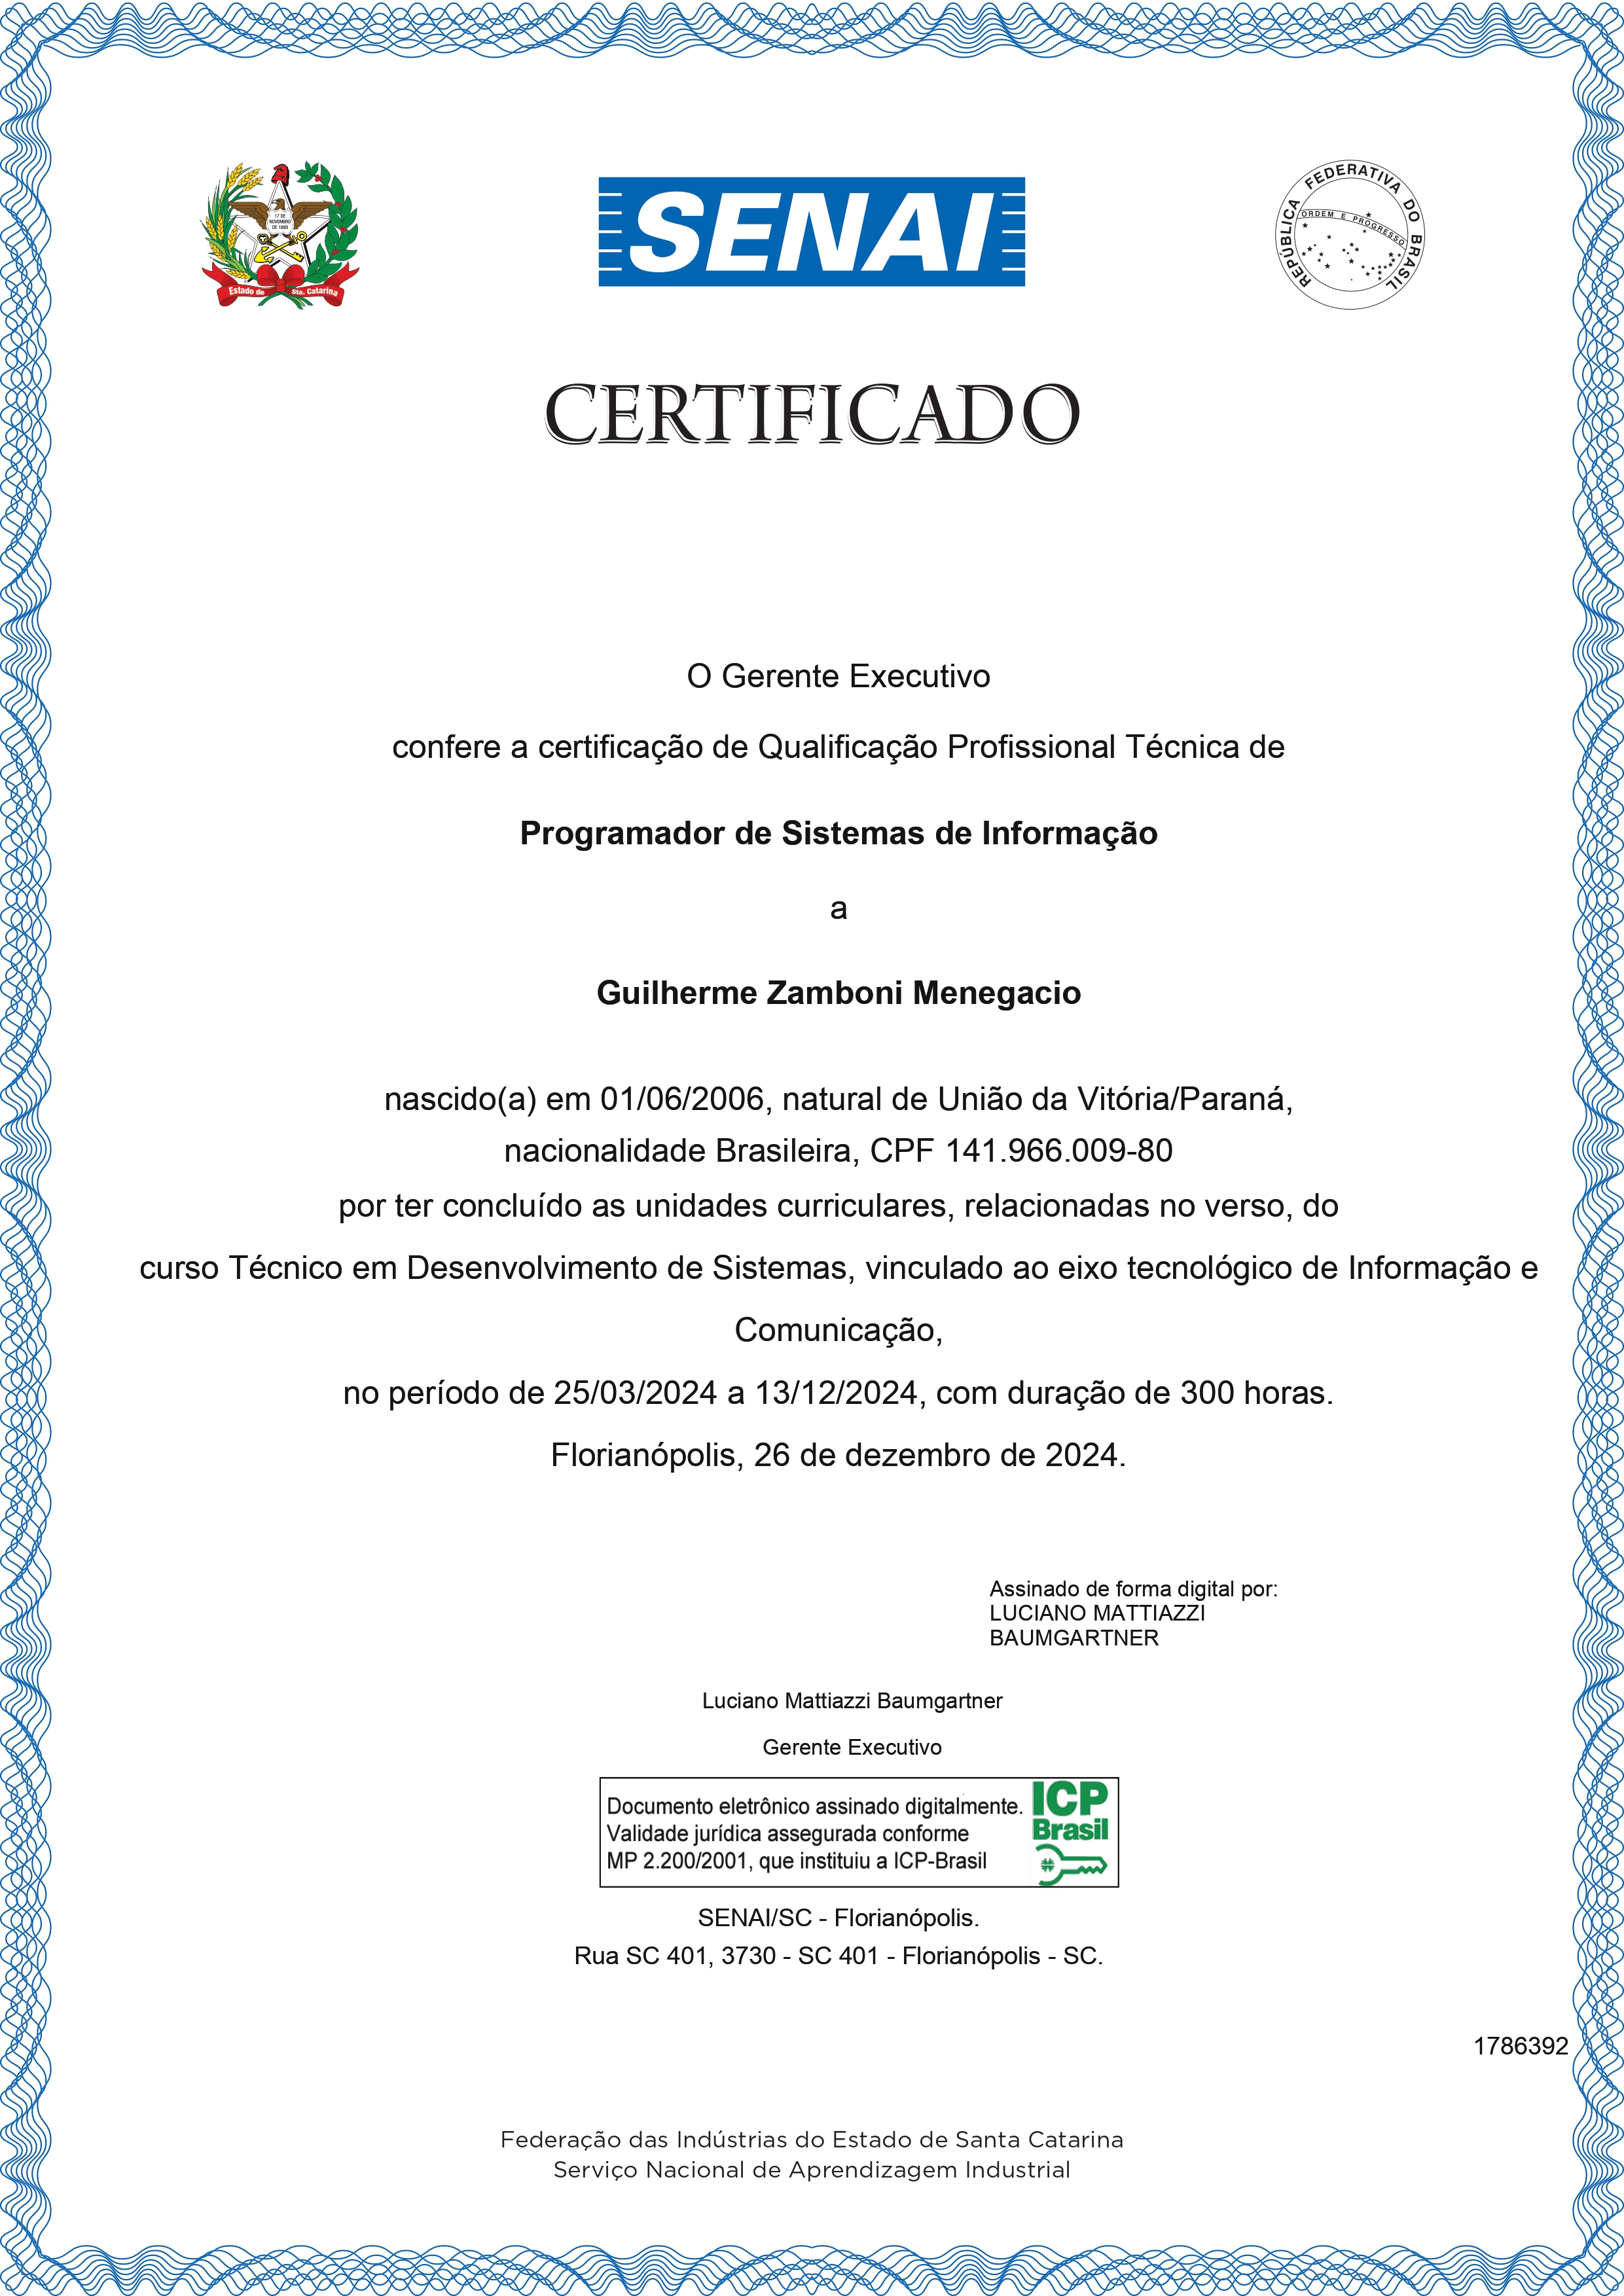 17 DE
NOVEMBRO
DE 1889
Estado de Sta. Catarina
SENAI
REPÚBLICA FEDERATIVA DO BRASIL
ORDEM E PROGRESSO
CERTIFICADO
O Gerente Executivo
confere a certificação de Qualificação Profissional Técnica de
Programador de Sistemas de Informação
a
Guilherme Zamboni Menegacio
nascido(a) em 01/06/2006, natural de União da Vitória/Paraná,
nacionalidade Brasileira, CPF 141.966.009-80
por ter concluído as unidades curriculares, relacionadas no verso, do
curso Técnico em Desenvolvimento de Sistemas, vinculado ao eixo tecnológico de Informação e
Comunicação,
no período de 25/03/2024 a 13/12/2024, com duração de 300 horas.
Florianópolis, 26 de dezembro de 2024.
Assinado de forma digital por:
LUCIANO MATTIAZZI
BAUMGARTNER
Luciano Mattiazzi Baumgartner
Gerente Executivo
Documento eletrônico assinado digitalmente.
Validade jurídica assegurada conforme
MP 2.200/2001, que instituiu a ICP-Brasil
ICP
Brasil
SENAI/SC - Florianópolis.
Rua SC 401, 3730 - SC 401 - Florianópolis - SC.
1786392
Federação das Indústrias do Estado de Santa Catarina
Serviço Nacional de Aprendizagem Industrial